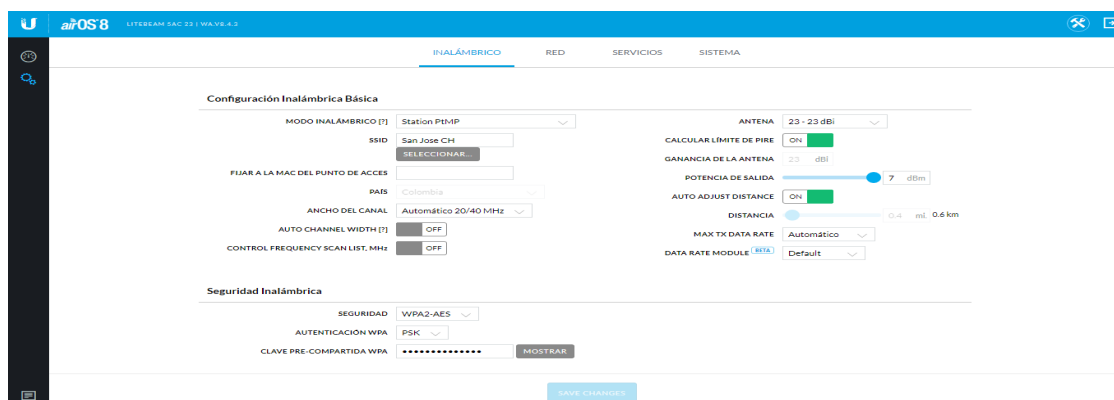 U airOS 8 LITEBEAM 5AC 23 | WA.V8.4.3
INALÁMBRICO RED SERVICIOS SISTEMA
Configuración Inalámbrica Básica
MODO INALÁMBRICO [?] Station PtMP
SSID San Jose CH
SELECCIONAR...
FIJAR A LA MAC DEL PUNTO DE ACCES
PAÍS Colombia
ANCHO DEL CANAL Automático 20/40 MHz
AUTO CHANNEL WIDTH [?] OFF
CONTROL FREQUENCY SCAN LIST, MHz OFF
ANTENA 23 - 23 dBi
CALCULAR LÍMITE DE PIRE ON
GANANCIA DE LA ANTENA 23 dBi
POTENCIA DE SALIDA 7 dBm
AUTO ADJUST DISTANCE ON
DISTANCIA 0.4 mi, 0.6 km
MAX TX DATA RATE Automático
DATA RATE MODULE BETA Default
Seguridad Inalámbrica
SEGURIDAD WPA2-AES
AUTENTICACIÓN WPA PSK
CLAVE PRE-COMPARTIDA WPA •••••••••••••• MOSTRAR
SAVE CHANGES